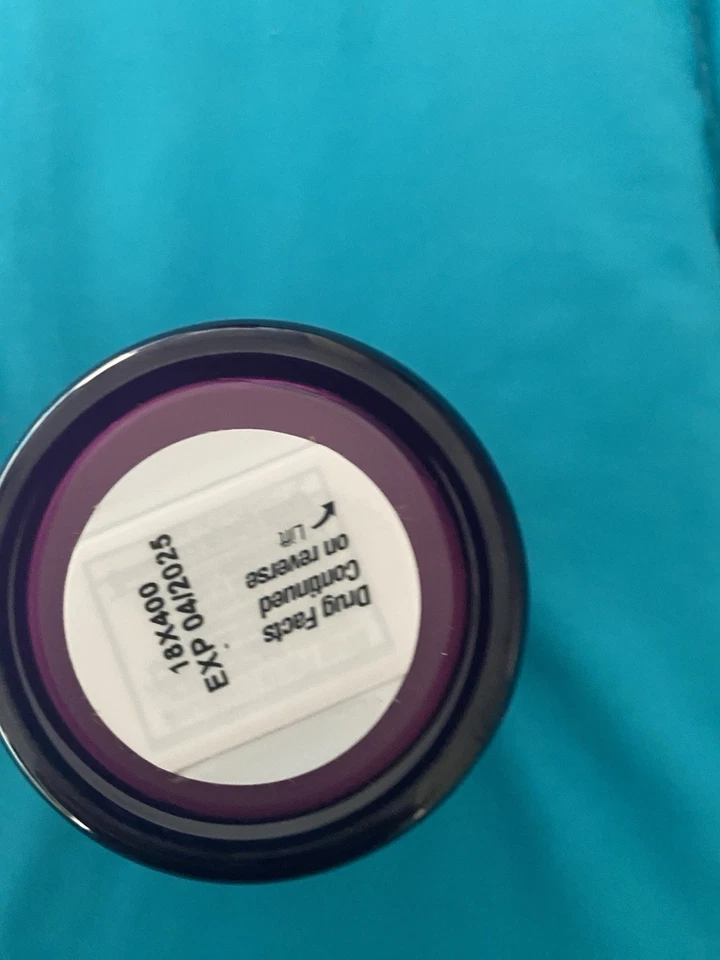 Drug Facts
Continued
on reverse
Lift
18X400
EXP 04/2025